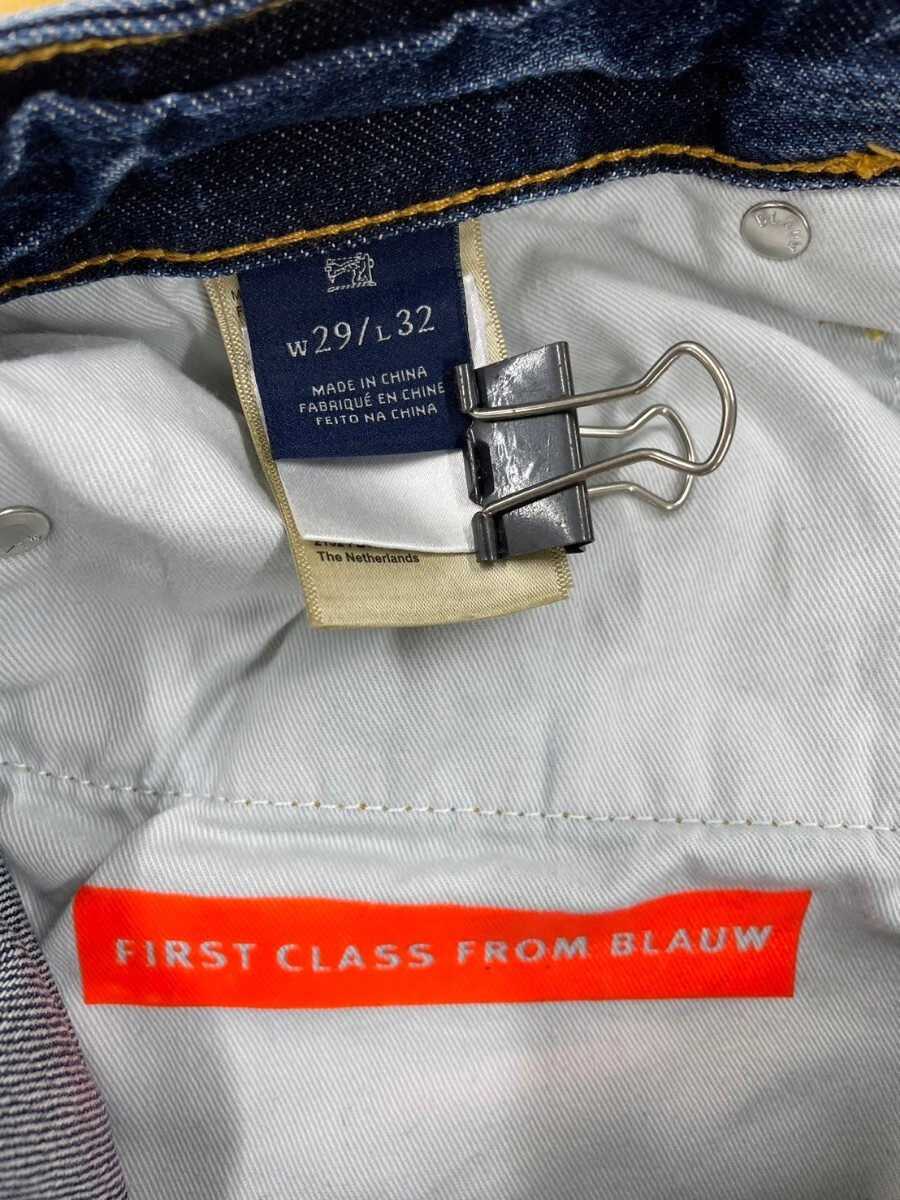 W29/L32
MADE IN CHINA
FABRIQUÉ EN CHINE
FEITO NA CHINA
The Netherlands
FIRST CLASS FROM BLAUW